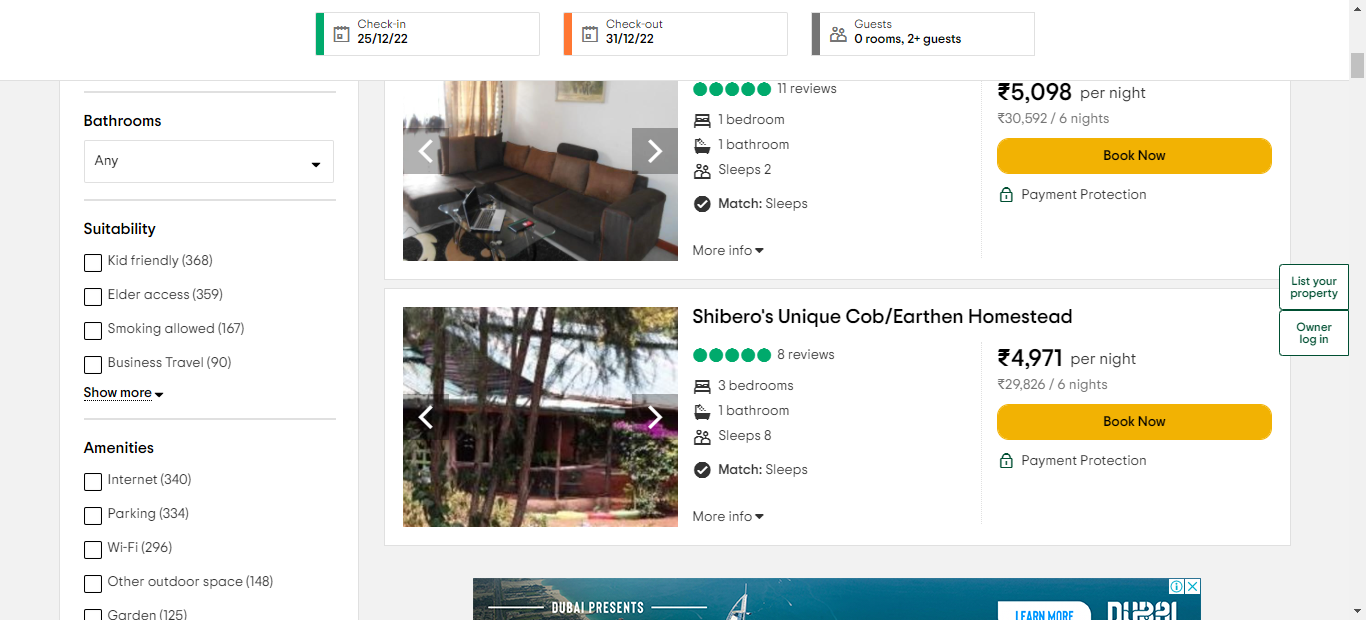 Check-in
25/12/22
Check-out
31/12/22
Guests
0 rooms, 2+ guests
Bathrooms
Any
Suitability
Kid friendly (368)
Elder access (359)
Smoking allowed (167)
Business Travel (90)
Show more
Amenities
Internet (340)
Parking (334)
Wi-Fi (296)
Other outdoor space (148)
Garden (125)
11 reviews
1 bedroom
1 bathroom
Sleeps 2
Match: Sleeps
More info
₹5,098 per night
₹30,592 / 6 nights
Book Now
Payment Protection
Shibero's Unique Cob/Earthen Homestead
8 reviews
3 bedrooms
1 bathroom
Sleeps 8
Match: Sleeps
More info
₹4,971 per night
₹29,826 / 6 nights
Book Now
Payment Protection
List your
property
Owner
log in
DUBAI PRESENTS
LEARN MORE
DUBAI